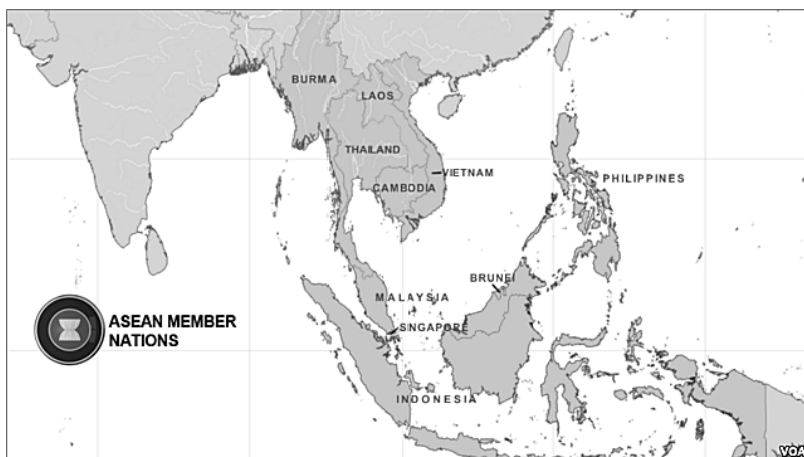 BURMA
LAOS
THAILAND
VIETNAM
CAMBODIA
PHILIPPINES
BRUNEI
MALAYSIA
SINGAPORE
ASEAN MEMBER
NATIONS
INDONESIA
VOA